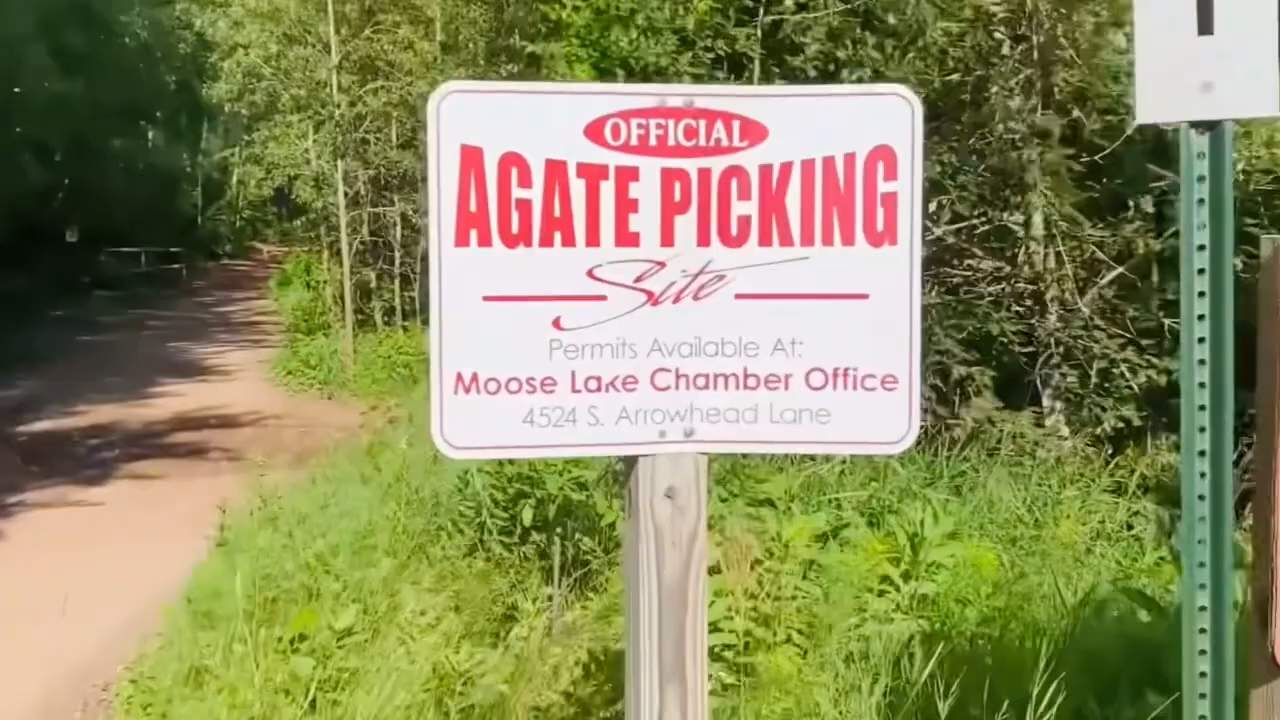 OFFICIAL
AGATE PICKING
Site
Permits Available At:
Moose Lake Chamber Office
4524 S. Arrowhead Lane